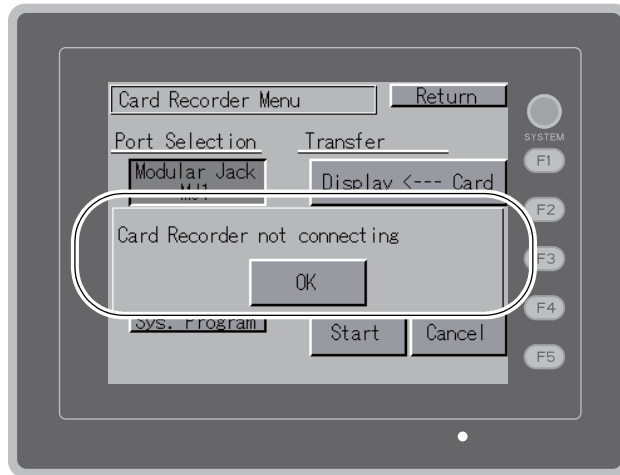 Card Recorder Menu
Return
Port Selection
Transfer
SYSTEM
F1
Modular Jack
MJ1
Display <--- Card
F2
Card Recorder not connecting
F3
OK
F4
Sys. Program
Start
Cancel
F5